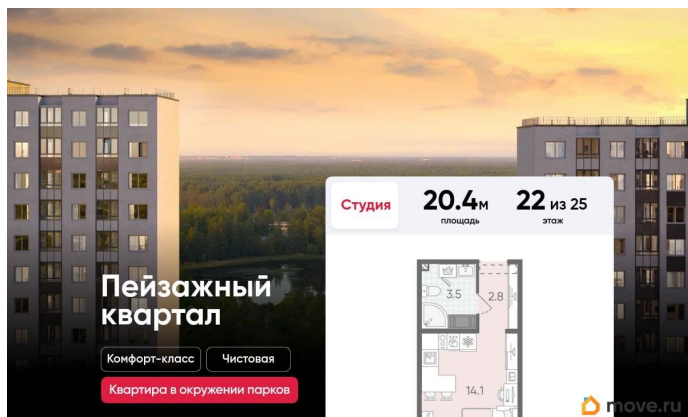 Студия
20.4м
площадь
22 из 25
этаж
Пейзажный
квартал
Комфорт-класс
Чистовая
Квартира в окружении парков
3.5
2.8
14.1
move.ru